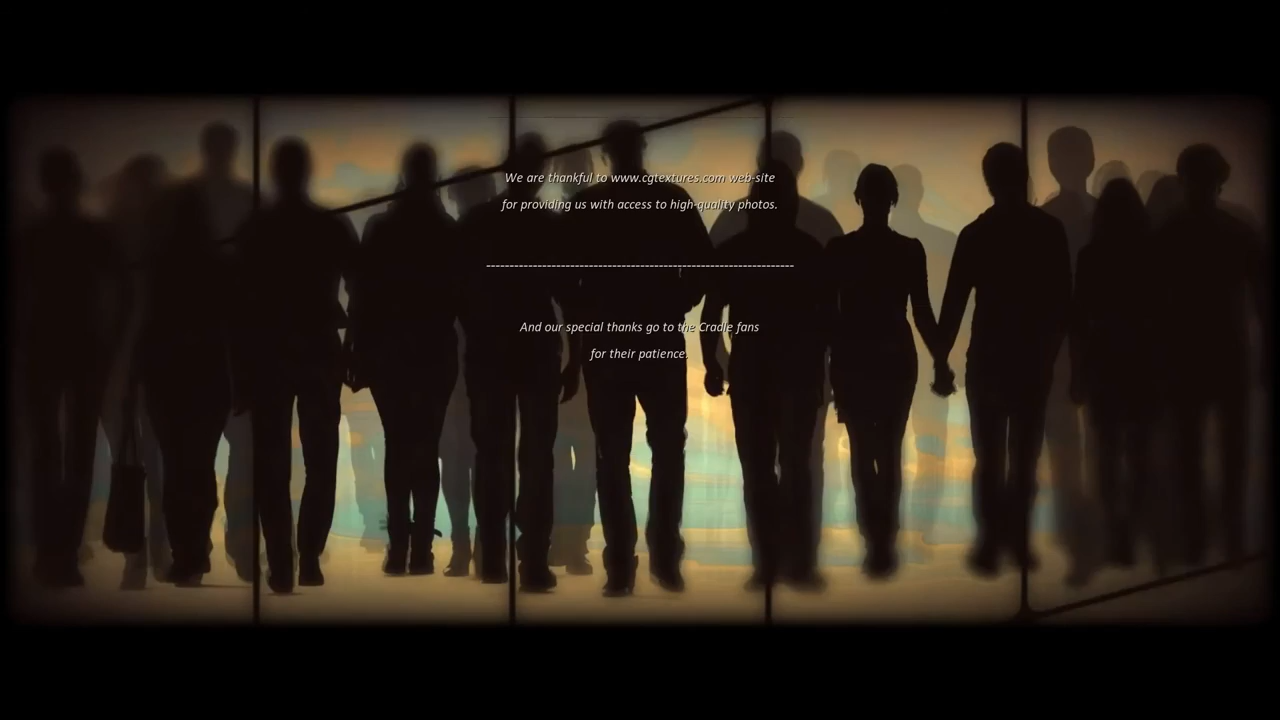 We are thankful to www.cgtextures.com web-site
for providing us with access to high-quality photos.
------------------------------------------------------------------
And our special thanks go to the Cradle fans
for their patience.